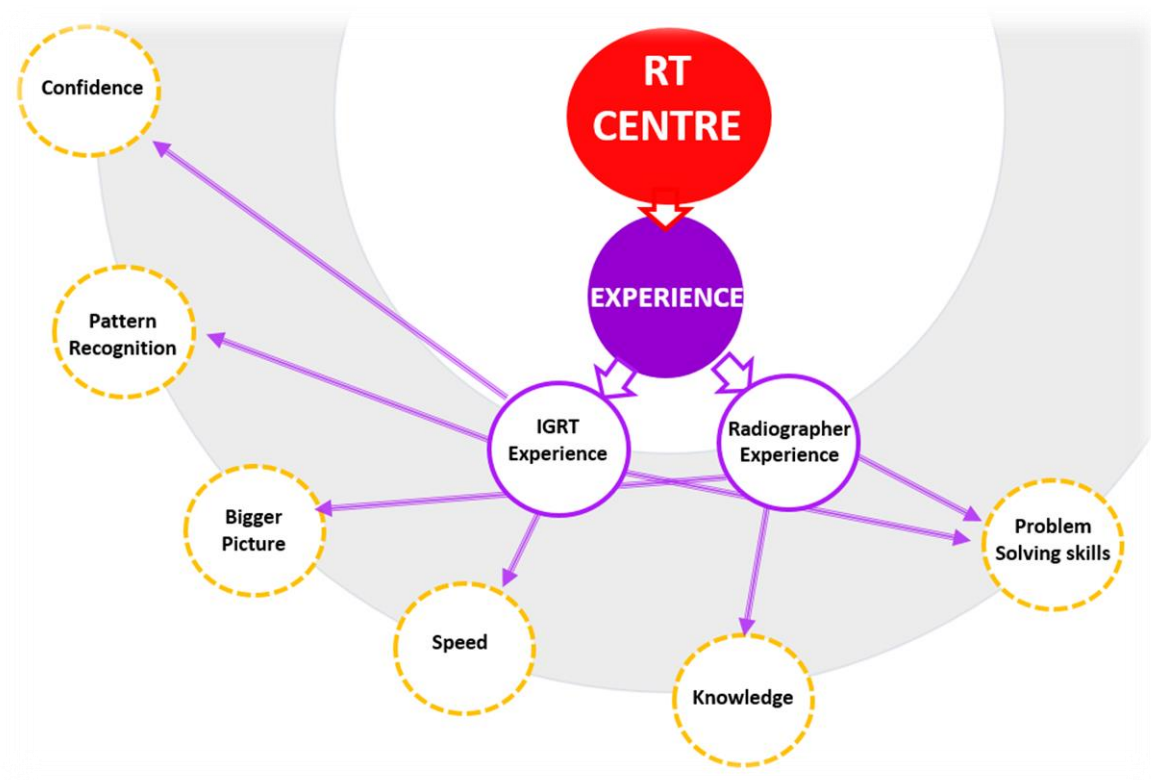 RT
CENTRE
Confidence
EXPERIENCE
Pattern
Recognition
IGRT
Experience
Radiographer
Experience
Bigger
Picture
Problem
Solving skills
Speed
Knowledge